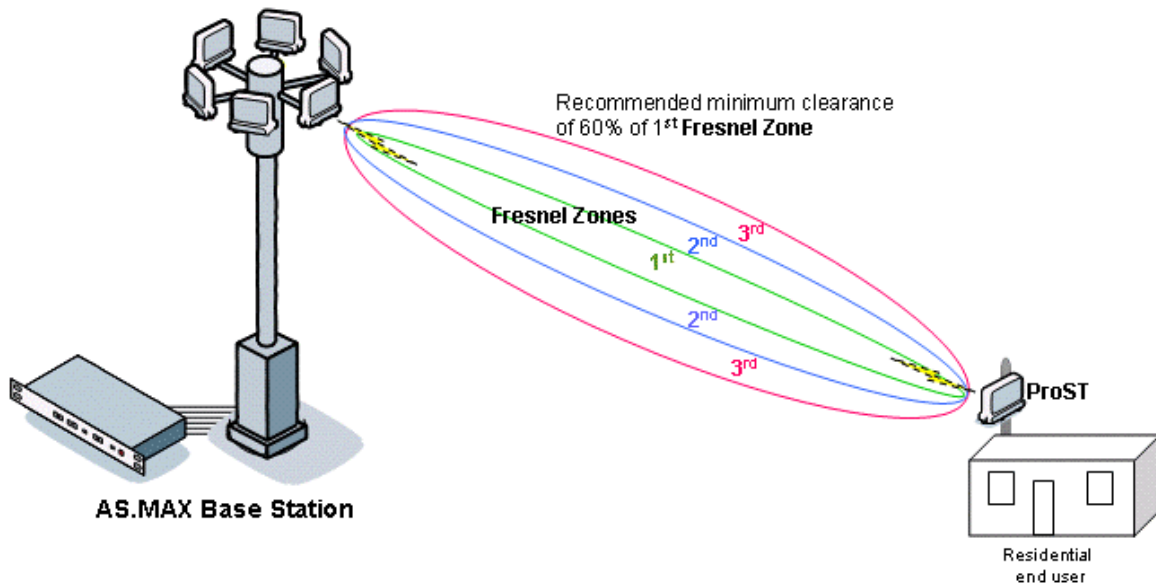 Recommended minimum clearance
of 60% of 1st Fresnel Zone
Fresnel Zones
3rd
2nd
1st
2nd
3rd
ProST
AS.MAX Base Station
Residential
end user